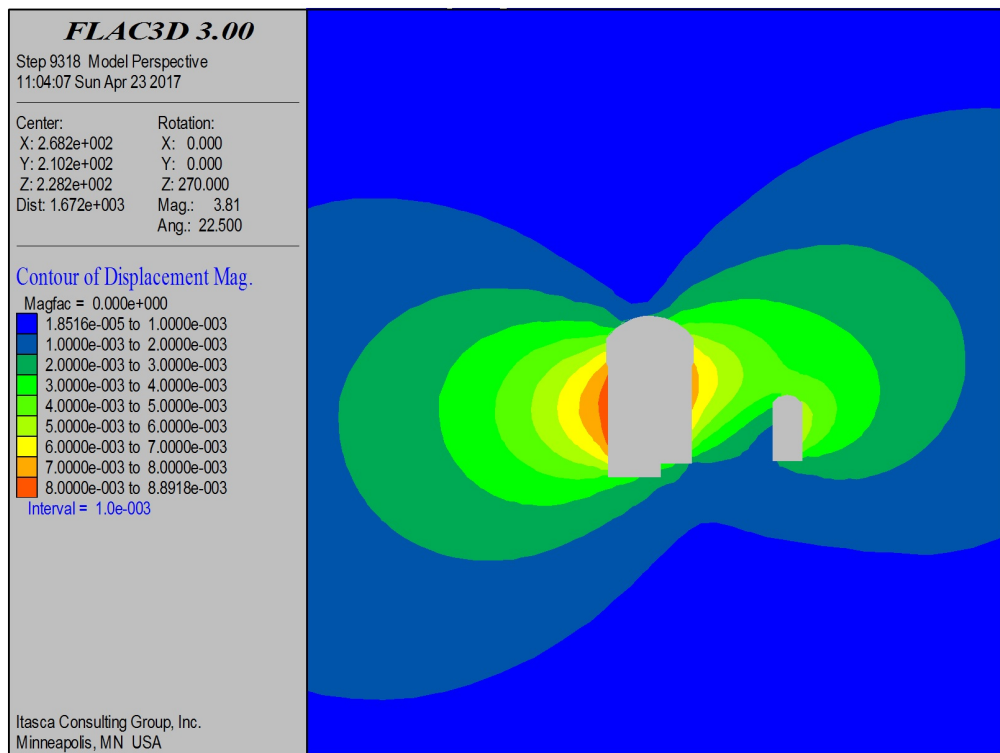 FLAC3D 3.00
Step 9318 Model Perspective
11:04:07 Sun Apr 23 2017
Center: Rotation:
X: 2.682e+002 X: 0.000
Y: 2.102e+002 Y: 0.000
Z: 2.282e+002 Z: 270.000
Dist: 1.672e+003 Mag.: 3.81
Ang.: 22.500
Contour of Displacement Mag.
Magfac = 0.000e+000
1.8516e-005 to 1.0000e-003
1.0000e-003 to 2.0000e-003
2.0000e-003 to 3.0000e-003
3.0000e-003 to 4.0000e-003
4.0000e-003 to 5.0000e-003
5.0000e-003 to 6.0000e-003
6.0000e-003 to 7.0000e-003
7.0000e-003 to 8.0000e-003
8.0000e-003 to 8.8918e-003
Interval = 1.0e-003
Itasca Consulting Group, Inc.
Minneapolis, MN USA